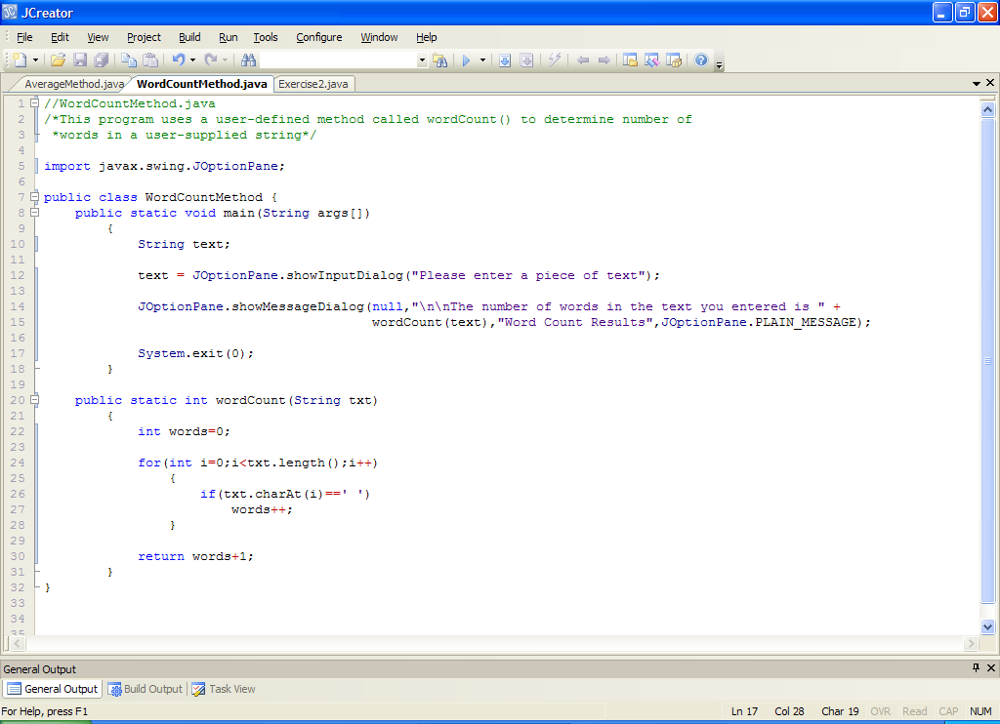 JCreator
File Edit View Project Build Run Tools Configure Window Help
AverageMethod.java WordCountMethod.java Exercise2.java
1 //WordCountMethod.java
2 /*This program uses a user-defined method called wordCount() to determine number of
3 *words in a user-supplied string*/
4
5 import javax.swing.JOptionPane;
6
7 public class WordCountMethod {
8 public static void main(String args[])
9 {
10 String text;
11
12 text = JOptionPane.showInputDialog("Please enter a piece of text");
13
14 JOptionPane.showMessageDialog(null,"\n\nThe number of words in the text you entered is " +
15 wordCount(text),"Word Count Results",JOptionPane.PLAIN_MESSAGE);
16
17 System.exit(0);
18 }
19
20 public static int wordCount(String txt)
21 {
22 int words=0;
23
24 for(int i=0;i<txt.length();i++)
25 {
26 if(txt.charAt(i)==' ')
27 words++;
28 }
29
30 return words+1;
31 }
32 }
33
34
35
General Output
General Output Build Output Task View
For Help, press F1 Ln 17 Col 28 Char 19 OVR Read CAP NUM